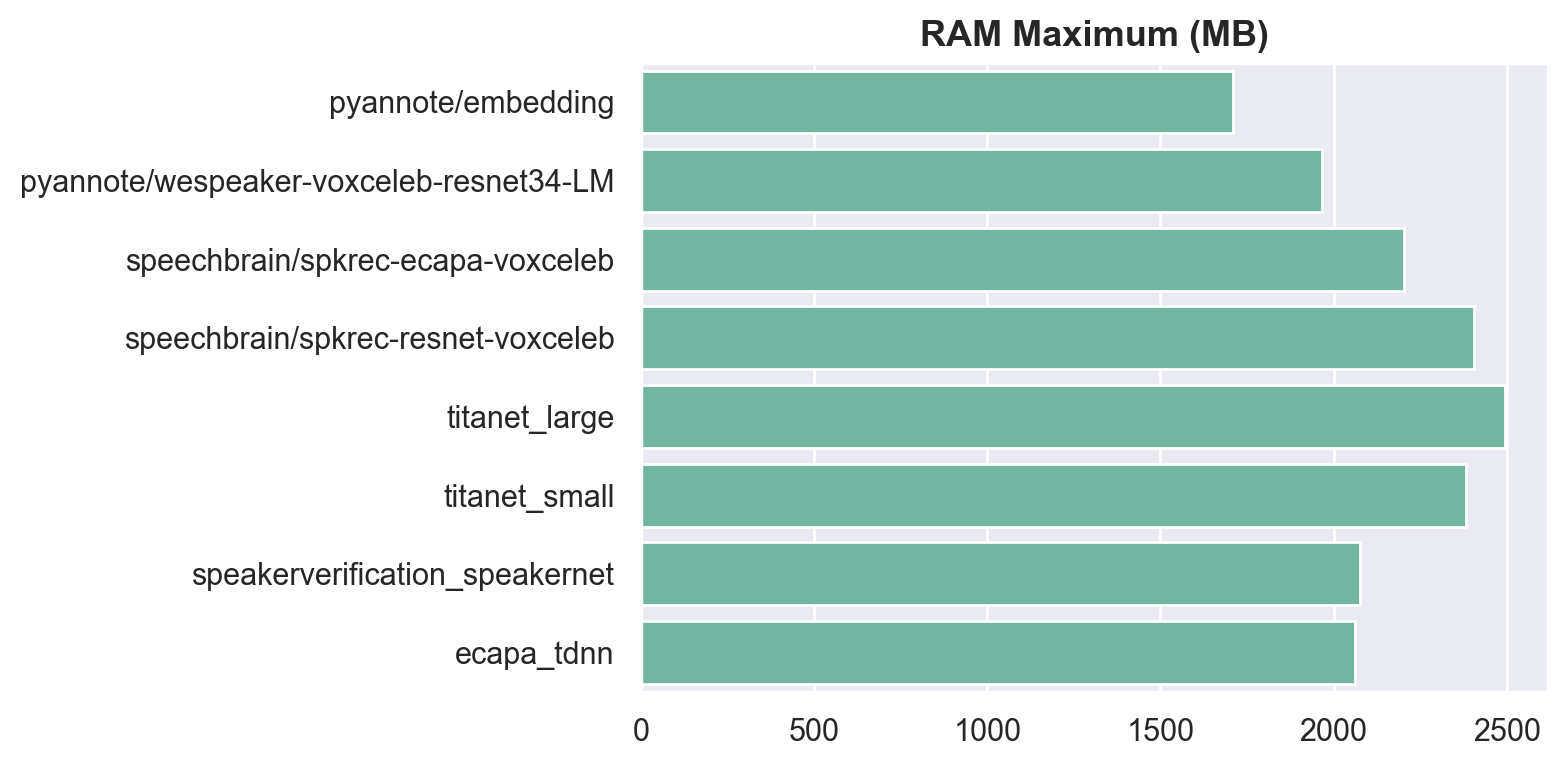 RAM Maximum (MB)
pyannote/embedding
pyannote/wespeaker-voxceleb-resnet34-LM
speechbrain/spkrec-ecapa-voxceleb
speechbrain/spkrec-resnet-voxceleb
titanet_large
titanet_small
speakerverification_speakernet
ecapa_tdnn
0 500 1000 1500 2000 2500